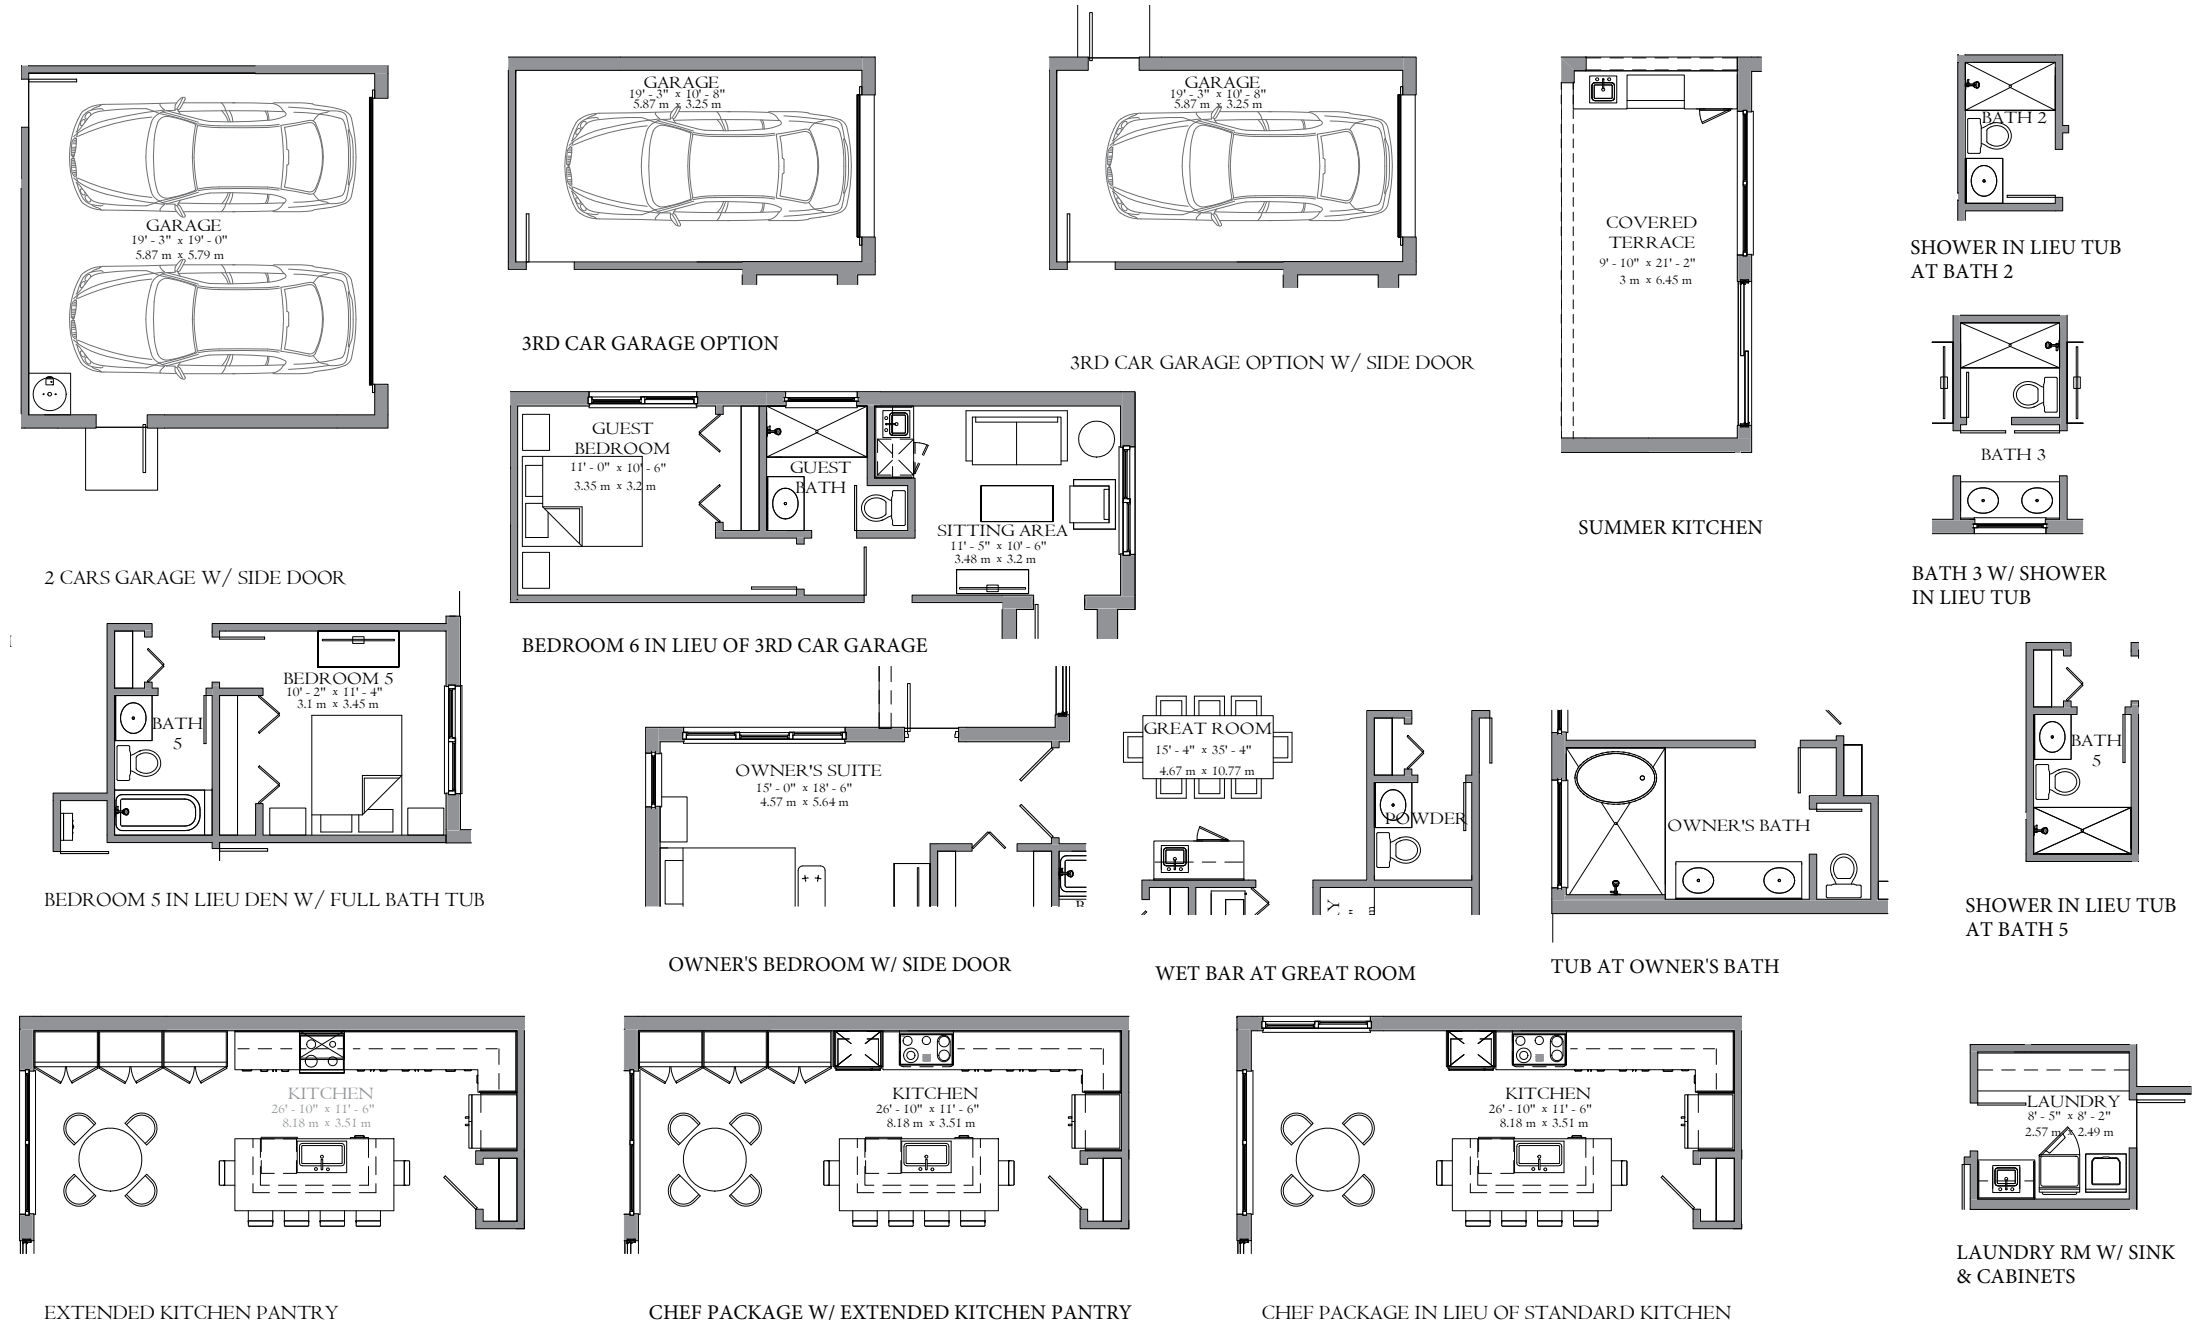 GARAGE
19' - 3" x 19' - 0"
5.87 m x 5.79 m
2 CARS GARAGE W/ SIDE DOOR
GARAGE
19' - 3" x 10' - 8"
5.87 m x 3.25 m
3RD CAR GARAGE OPTION
GARAGE
19' - 3" x 10' - 8"
5.87 m x 3.25 m
3RD CAR GARAGE OPTION W/ SIDE DOOR
COVERED
TERRACE
9' - 10" x 21' - 2"
3 m x 6.45 m
SUMMER KITCHEN
BATH 2
SHOWER IN LIEU TUB
AT BATH 2
BATH 3
BATH 3 W/ SHOWER
IN LIEU TUB
GUEST
BEDROOM
11' - 0" x 10' - 6"
3.35 m x 3.2 m
GUEST
BATH
SITTING AREA
11' - 5" x 10' - 6"
3.48 m x 3.2 m
BEDROOM 6 IN LIEU OF 3RD CAR GARAGE
BEDROOM 5
10' - 2" x 11' - 4"
3.1 m x 3.45 m
BATH
5
BEDROOM 5 IN LIEU DEN W/ FULL BATH TUB
OWNER'S SUITE
15' - 0" x 18' - 6"
4.57 m x 5.64 m
OWNER'S BEDROOM W/ SIDE DOOR
GREAT ROOM
15' - 4" x 35' - 4"
4.67 m x 10.77 m
POWDER
WET BAR AT GREAT ROOM
OWNER'S BATH
TUB AT OWNER'S BATH
BATH
5
SHOWER IN LIEU TUB
AT BATH 5
KITCHEN
26' - 10" x 11' - 6"
8.18 m x 3.51 m
EXTENDED KITCHEN PANTRY
KITCHEN
26' - 10" x 11' - 6"
8.18 m x 3.51 m
CHEF PACKAGE W/ EXTENDED KITCHEN PANTRY
KITCHEN
26' - 10" x 11' - 6"
8.18 m x 3.51 m
CHEF PACKAGE IN LIEU OF STANDARD KITCHEN
LAUNDRY
8' - 5" x 8' - 2"
2.57 m x 2.49 m
LAUNDRY RM W/ SINK
& CABINETS